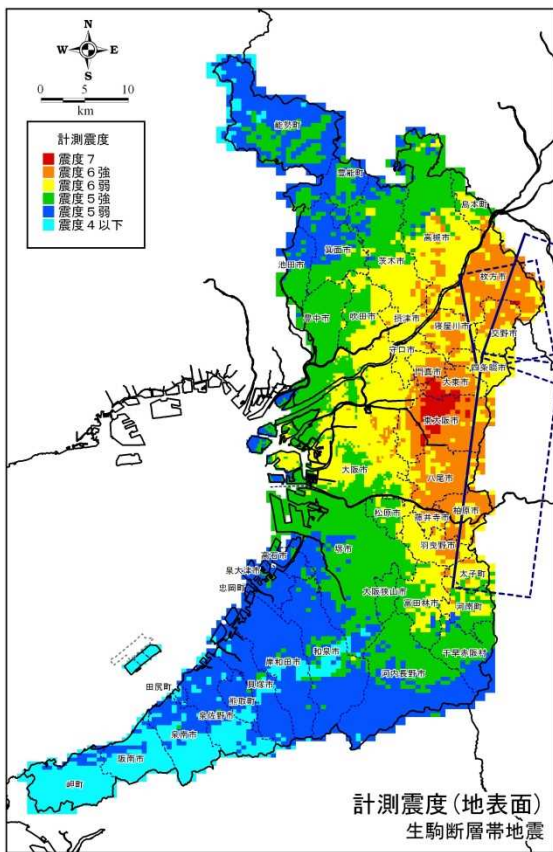 N
W E
S
0 5 10
km
計測震度
震度7
震度6強
震度6弱
震度5強
震度5弱
震度4以下
能勢町
豊能町
島本町
高槻市
箕面市
茨木市
枚方市
池田市
豊中市
吹田市
摂津市
寝屋川市
交野市
守口市
門真市
四条畷市
大東市
東大阪市
大阪市
八尾市
松原市
藤井寺市
柏原市
羽曳野市
堺市
高石市
泉大津市
忠岡町
太子町
大阪狭山市
富田林市
河南町
和泉市
岸和田市
千早赤阪村
河内長野市
貝塚市
田尻町
熊取町
泉佐野市
泉南市
阪南市
岬町
計測震度(地表面)
生駒断層帯地震